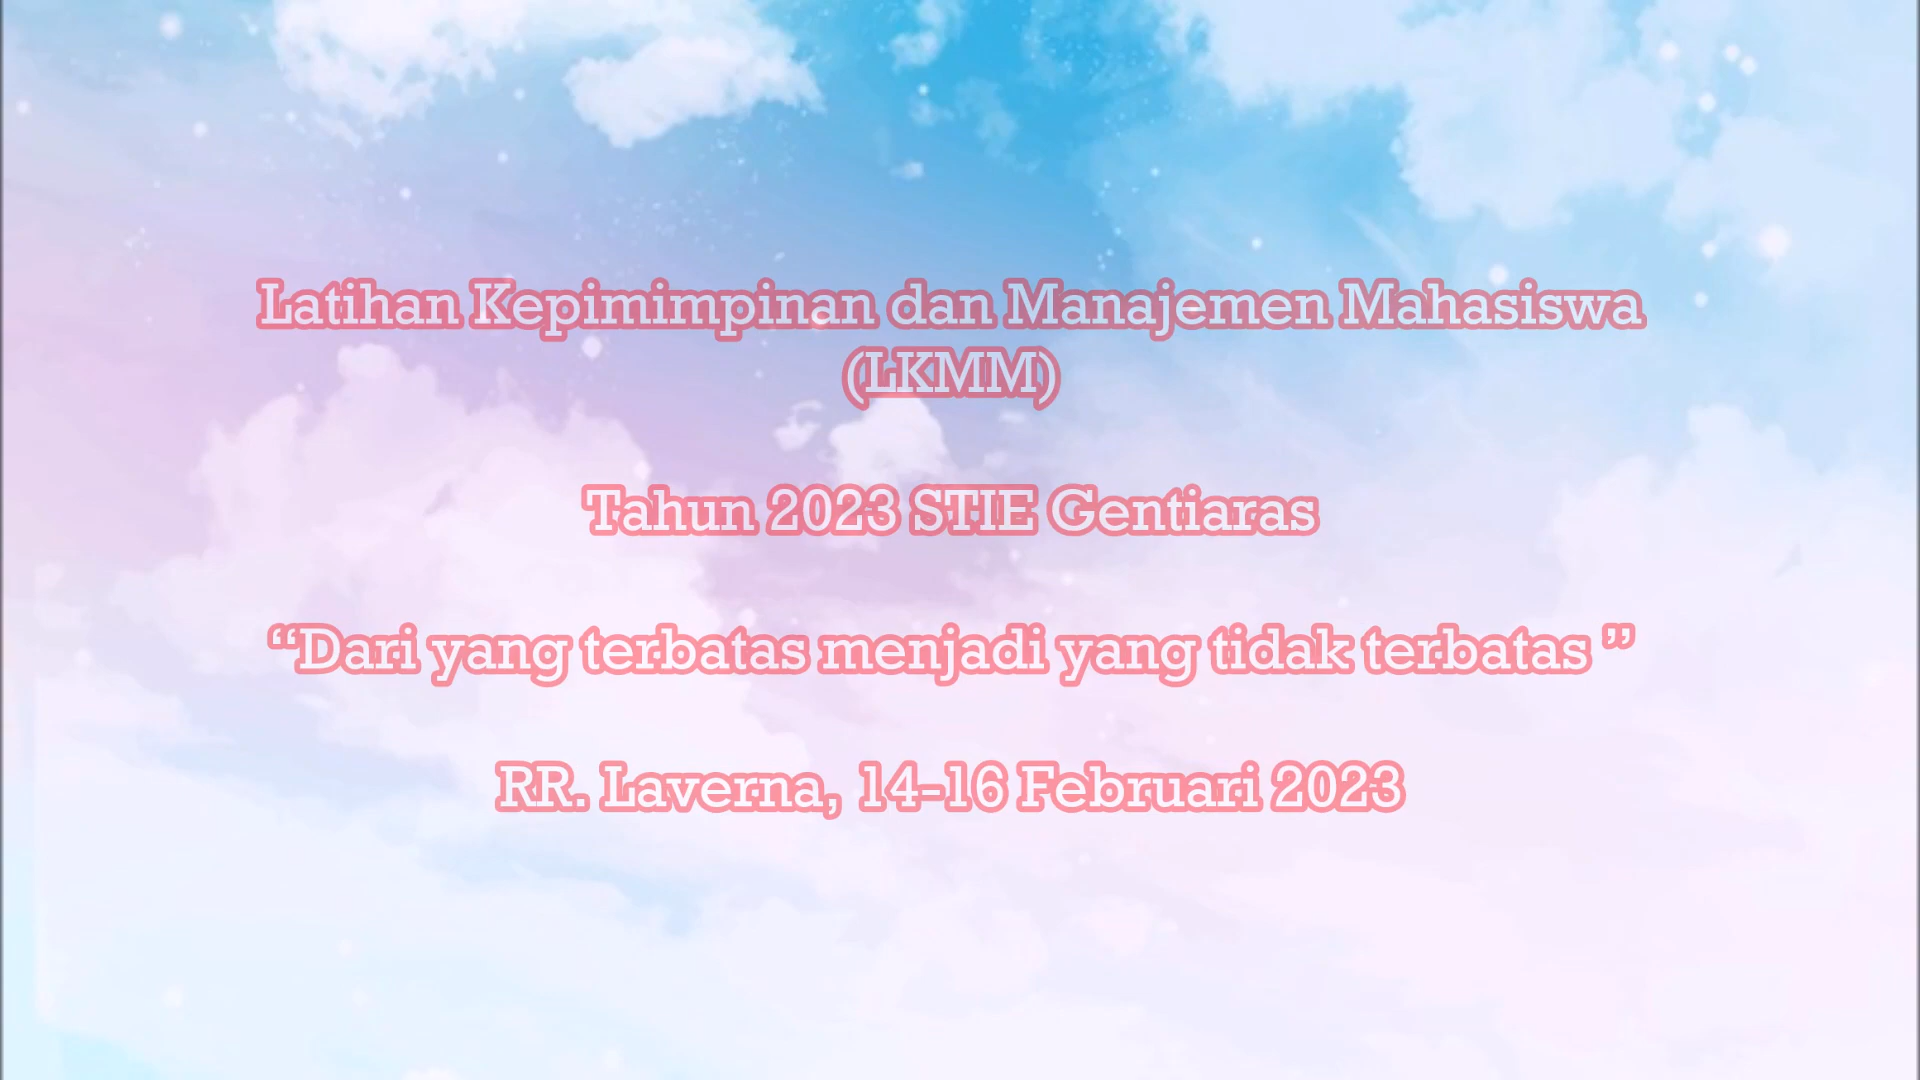 Latihan Kepimimpinan dan Manajemen Mahasiswa
(LKMM)
Tahun 2023 STIE Gentiaras
“Dari yang terbatas menjadi yang tidak terbatas ”
RR. Laverna, 14-16 Februari 2023